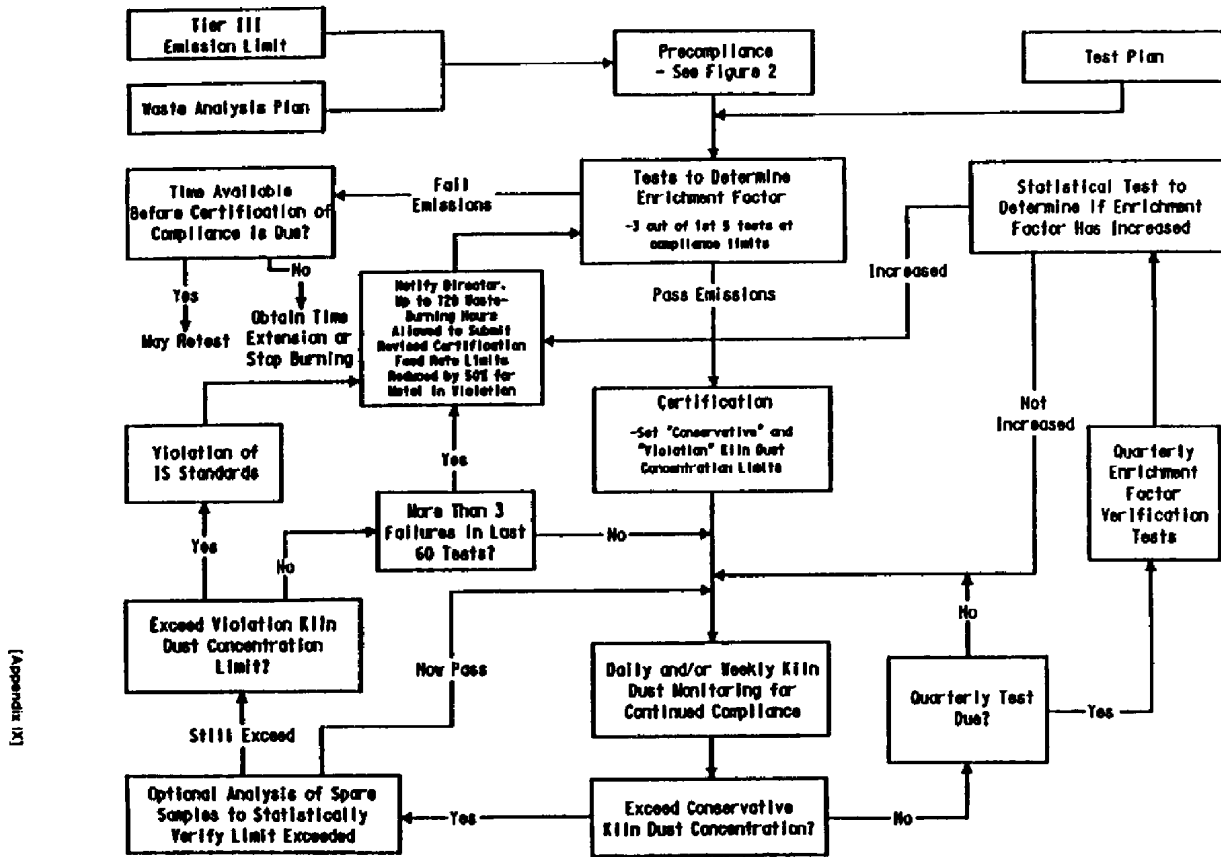 Tier III
Emission Limit
Precompliance
- See Figure 2
Test Plan
Waste Analysis Plan
Time Available
Before Certification of
Compliance is Due?
Fail
Emissions
Tests to Determine
Enrichment Factor
-3 out of 1st 5 tests at
compliance limits
Statistical Test to
Determine if Enrichment
Factor Has Increased
Yes
No
May Retest
Obtain Time
Extension or
Stop Burning
Notify Director.
Up to 720 Waste-
Burning Hours
Allowed to Submit
Revised Certification
Feed Rate Limits
Reduced by 50% for
Metal in Violation
Pass Emissions
Increased
Not
Increased
Certification
-Set "Conservative" and
"Violation" Kiln Dust
Concentration Limits
Violation of
IS Standards
Yes
Quarterly
Enrichment
Factor
Verification
Tests
More Than 3
Failures in Last
60 Tests?
No
Yes
No
Exceed Violation Kiln
Dust Concentration
Limit?
Now Pass
Daily and/or Weekly Kiln
Dust Monitoring for
Continued Compliance
No
Quarterly Test
Due?
Yes
Still Exceed
Optional Analysis of Spare
Samples to Statistically
Verify Limit Exceeded
Yes
Exceed Conservative
Kiln Dust Concentration?
No
[Appendix IX]